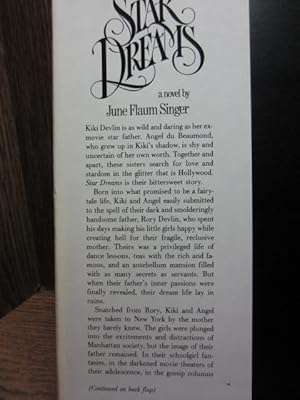 STAR
DREAMS
a novel by
June Flaum Singer
Kiki Devlin is as wild and daring as her ex-
movie star father. Angel du Beaumond,
who grew up in Kiki's shadow, is shy and
uncertain of her own worth. Together and
apart, these sisters search for love and
stardom in the glitter that is Hollywood.
Star Dreams is their bittersweet story.
Born into what promised to be a fairy-
tale life, Kiki and Angel easily submitted
to the spell of their dark and smolderingly
handsome father, Rory Devlin, who spent
his days making his little girls happy while
creating hell for their fragile, reclusive
mother. Theirs was a privileged life of
dance lessons, teas with the rich and fa-
mous, and an antebellum mansion filled
with as many secrets as servants. But
when their father's inner passions were
finally revealed, their dream life lay in
ruins.
Snatched from Rory, Kiki and Angel
were taken to New York by the mother
they barely knew. The girls were plunged
into the excitements and distractions of
Manhattan society, but the image of their
father remained. In their schoolgirl fan-
tasies, in the darkened movie theaters of
their adolescence, in the gossip columns
(Continued on back flap)